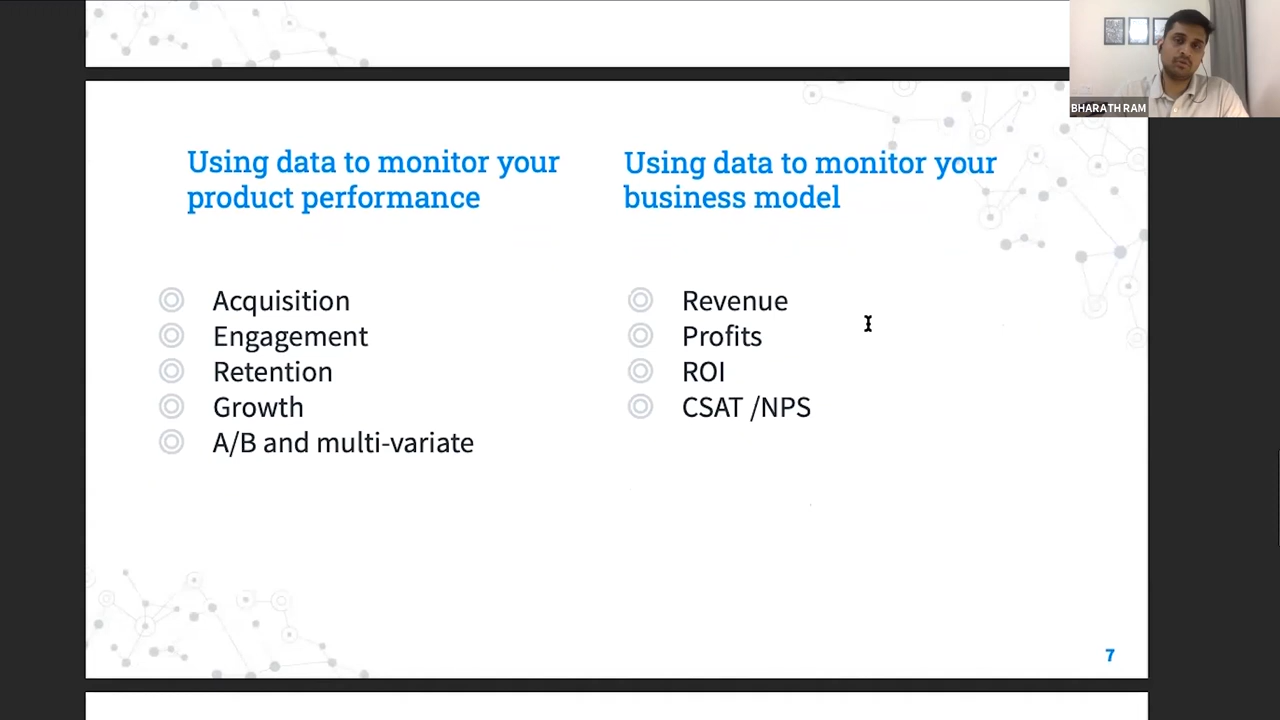 BHARATH RAM
Using data to monitor your
product performance
Acquisition
Engagement
Retention
Growth
A/B and multi-variate
Using data to monitor your
business model
Revenue
Profits
ROI
CSAT /NPS
7